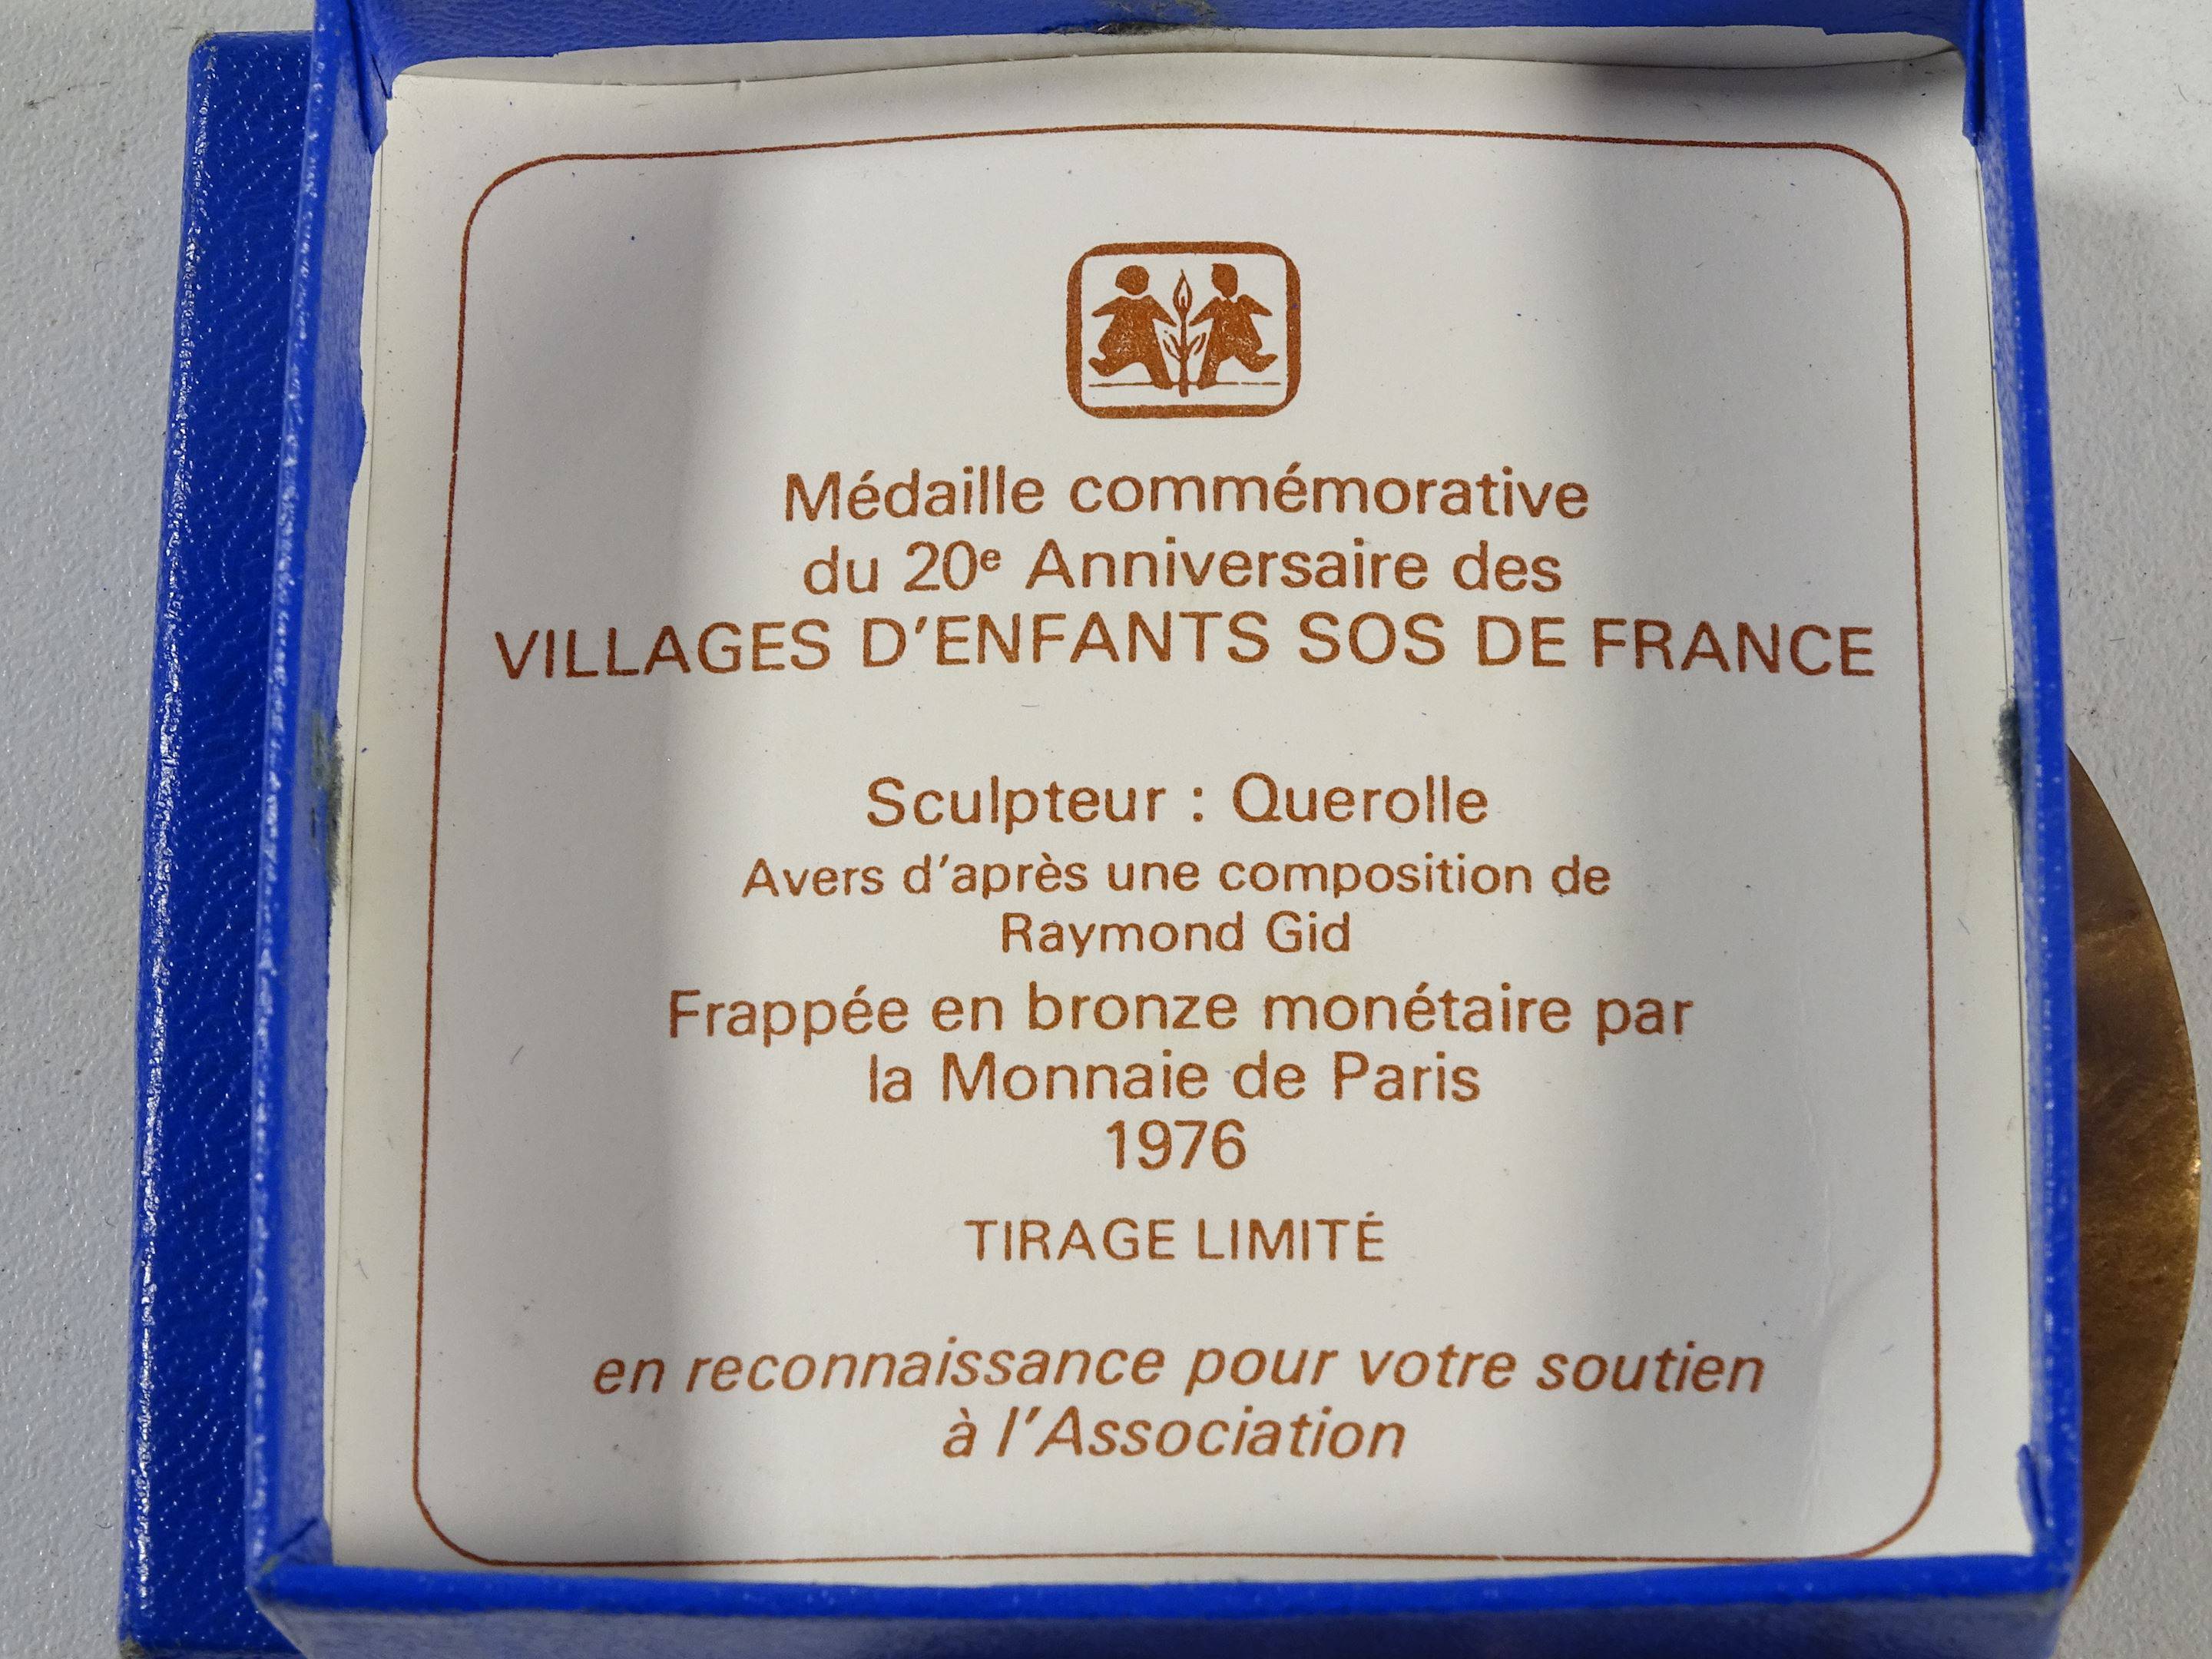 Médaille commémorative
du 20e Anniversaire des
VILLAGES D'ENFANTS SOS DE FRANCE
Sculpteur : Querolle
Avers d'après une composition de
Raymond Gid
Frappée en bronze monétaire par
la Monnaie de Paris
1976
TIRAGE LIMITÉ
en reconnaissance pour votre soutien
à l'Association